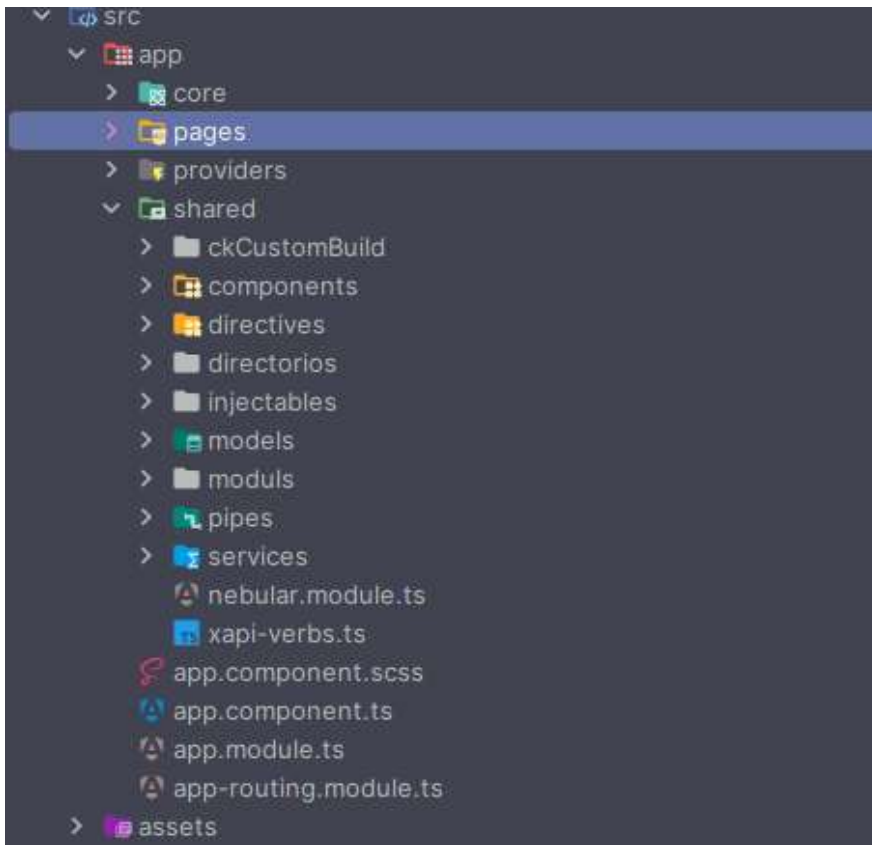 src
app
core
pages
providers
shared
ckCustomBuild
components
directives
directorios
injectables
models
moduls
pipes
services
nebular.module.ts
xapi-verbs.ts
app.component.scss
app.component.ts
app.module.ts
app-routing.module.ts
assets